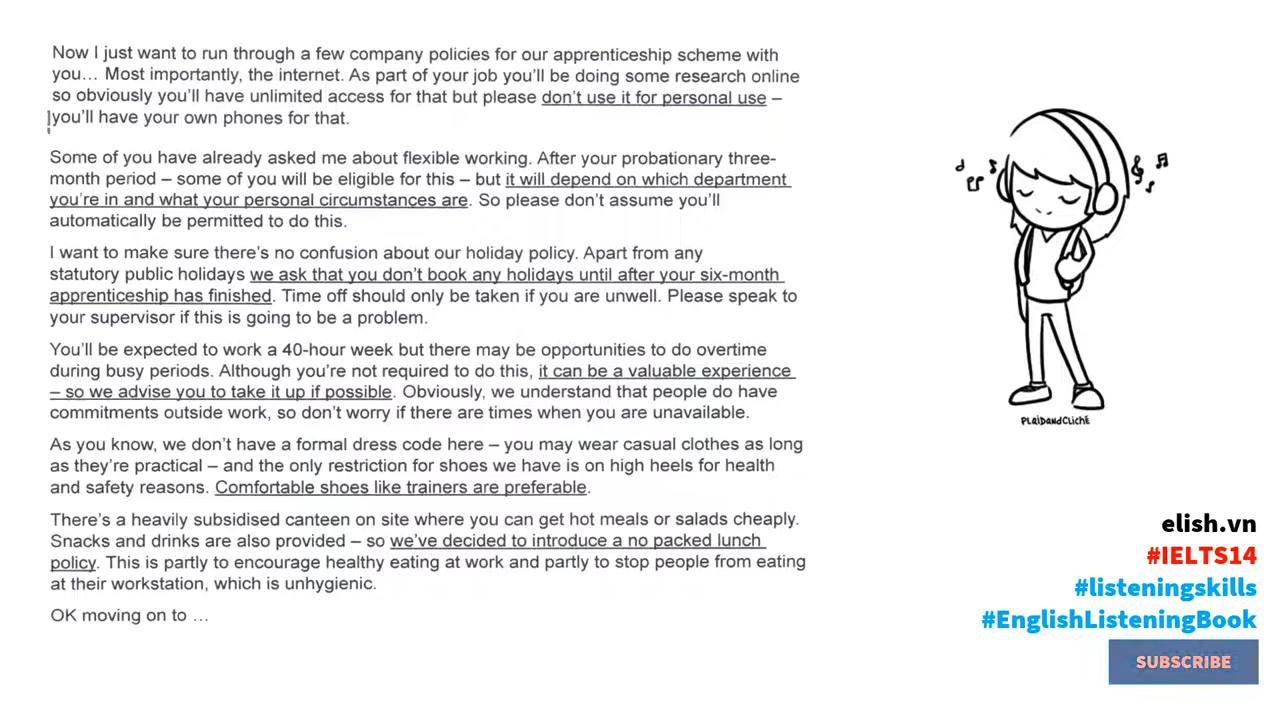 Now I just want to run through a few company policies for our apprenticeship scheme with
you… Most importantly, the internet. As part of your job you'll be doing some research online
so obviously you'll have unlimited access for that but please don't use it for personal use –
you'll have your own phones for that.
Some of you have already asked me about flexible working. After your probationary three-
month period – some of you will be eligible for this – but it will depend on which department
you're in and what your personal circumstances are. So please don't assume you'll
automatically be permitted to do this.
I want to make sure there's no confusion about our holiday policy. Apart from any
statutory public holidays we ask that you don't book any holidays until after your six-month
apprenticeship has finished. Time off should only be taken if you are unwell. Please speak to
your supervisor if this is going to be a problem.
You'll be expected to work a 40-hour week but there may be opportunities to do overtime
during busy periods. Although you're not required to do this, it can be a valuable experience
– so we advise you to take it up if possible. Obviously, we understand that people do have
commitments outside work, so don't worry if there are times when you are unavailable.
As you know, we don't have a formal dress code here – you may wear casual clothes as long
as they're practical – and the only restriction for shoes we have is on high heels for health
and safety reasons. Comfortable shoes like trainers are preferable.
There's a heavily subsidised canteen on site where you can get hot meals or salads cheaply.
Snacks and drinks are also provided – so we've decided to introduce a no packed lunch
policy. This is partly to encourage healthy eating at work and partly to stop people from eating
at their workstation, which is unhygienic.
OK moving on to …
PLaiDandCLichE
elish.vn
#IELTS14
#listeningskills
#EnglishListeningBook
SUBSCRIBE